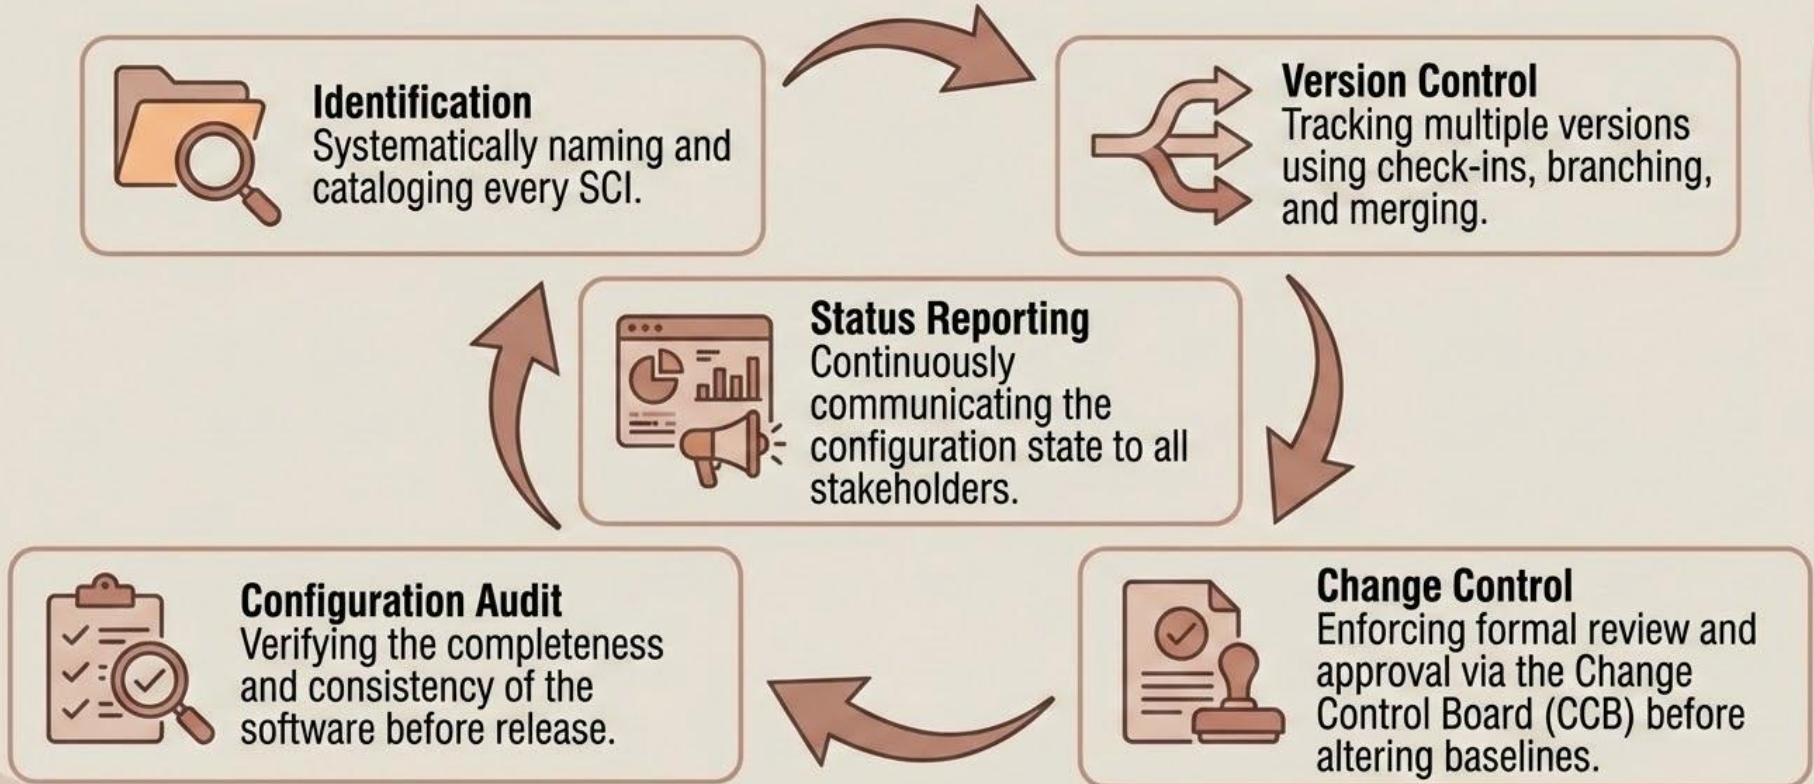 Identification
Systematically naming and
cataloging every SCI.
Version Control
Tracking multiple versions
using check-ins, branching,
and merging.
Status Reporting
Continuously
communicating the
configuration state to all
stakeholders.
Configuration Audit
Verifying the completeness
and consistency of the
software before release.
Change Control
Enforcing formal review and
approval via the Change
Control Board (CCB) before
altering baselines.